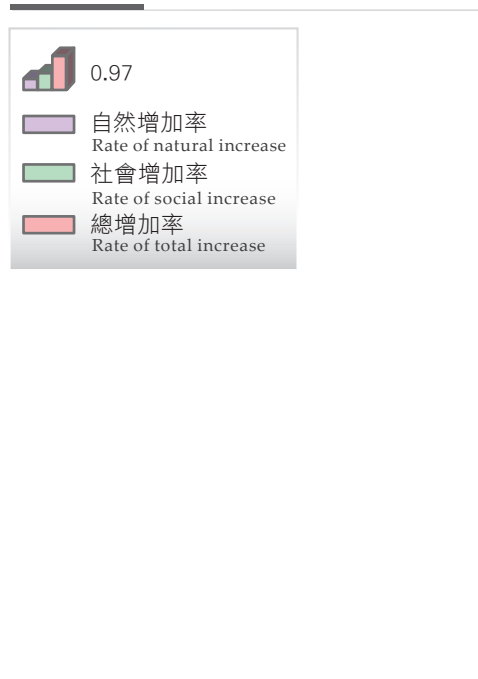 0.97
自然增加率
Rate of natural increase
社會增加率
Rate of social increase
總增加率
Rate of total increase